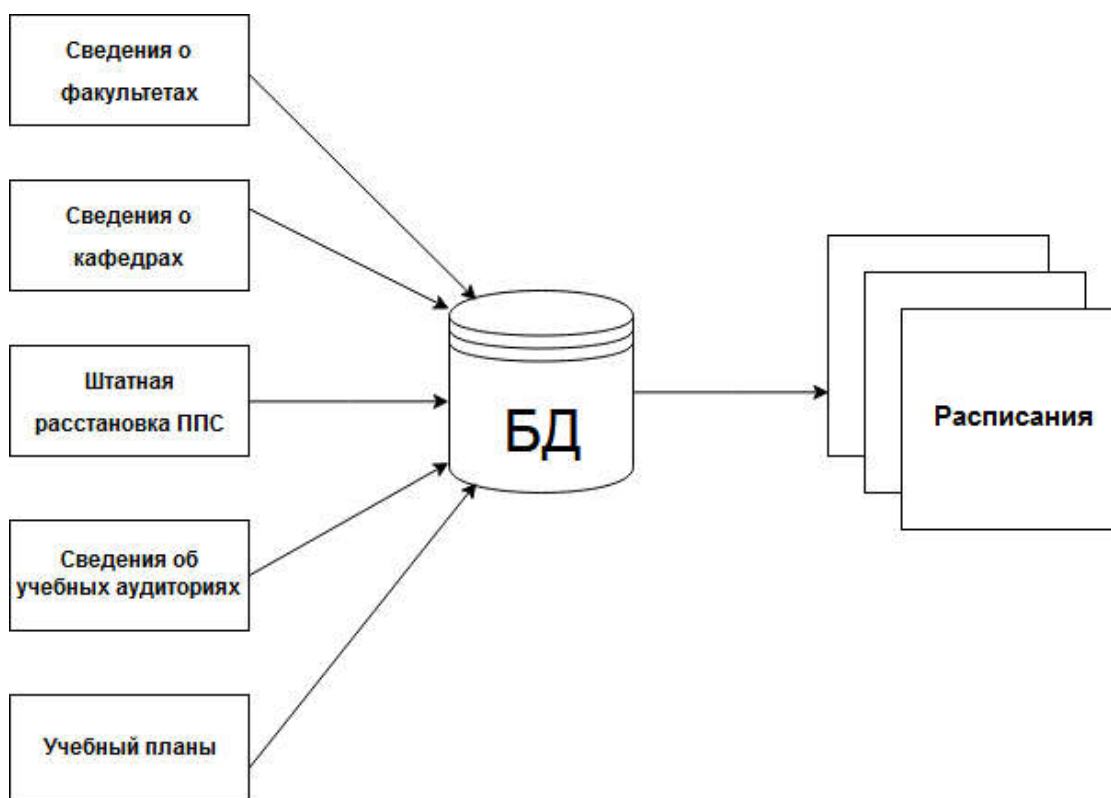 Сведения о
факультетах
Сведения о
кафедрах
Штатная
расстановка ППС
Сведения об
учебных аудиториях
Учебный планы
БД
Расписания